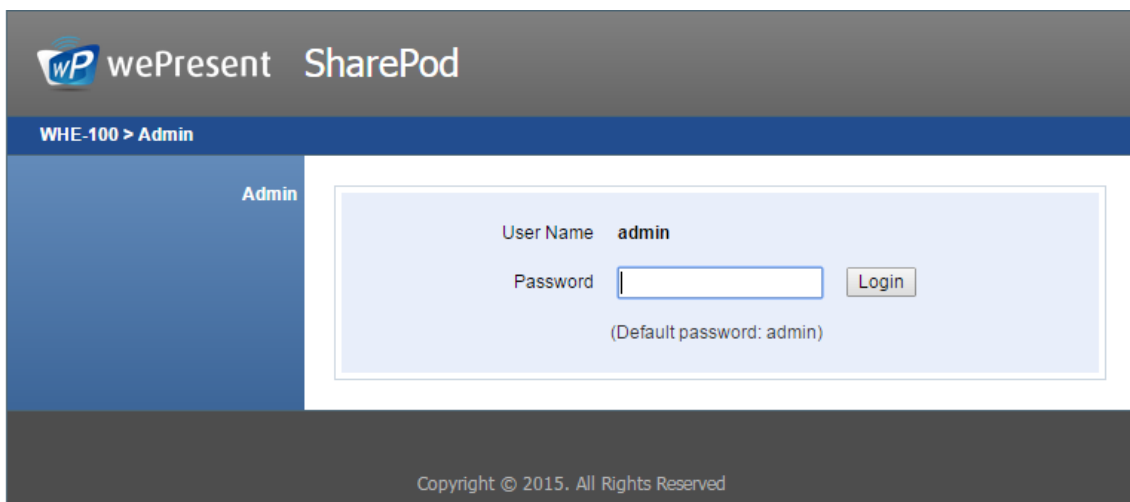 wP wePresent SharePod
WHE-100 > Admin
Admin
User Name admin
Password Login
(Default password: admin)
Copyright © 2015. All Rights Reserved